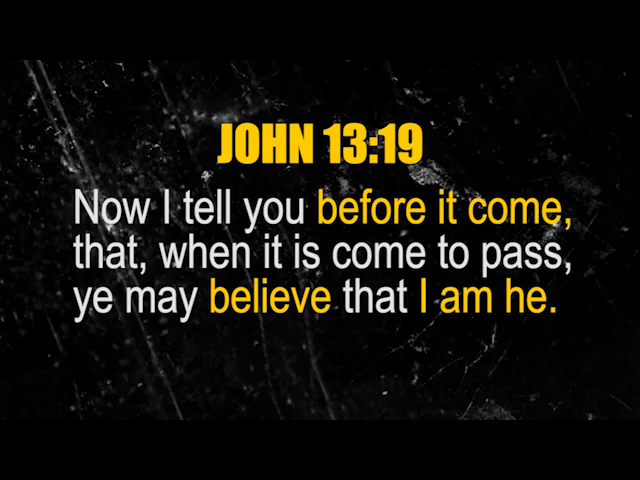 JOHN 13:19
Now I tell you before it come,
that, when it is come to pass,
ye may believe that I am he.